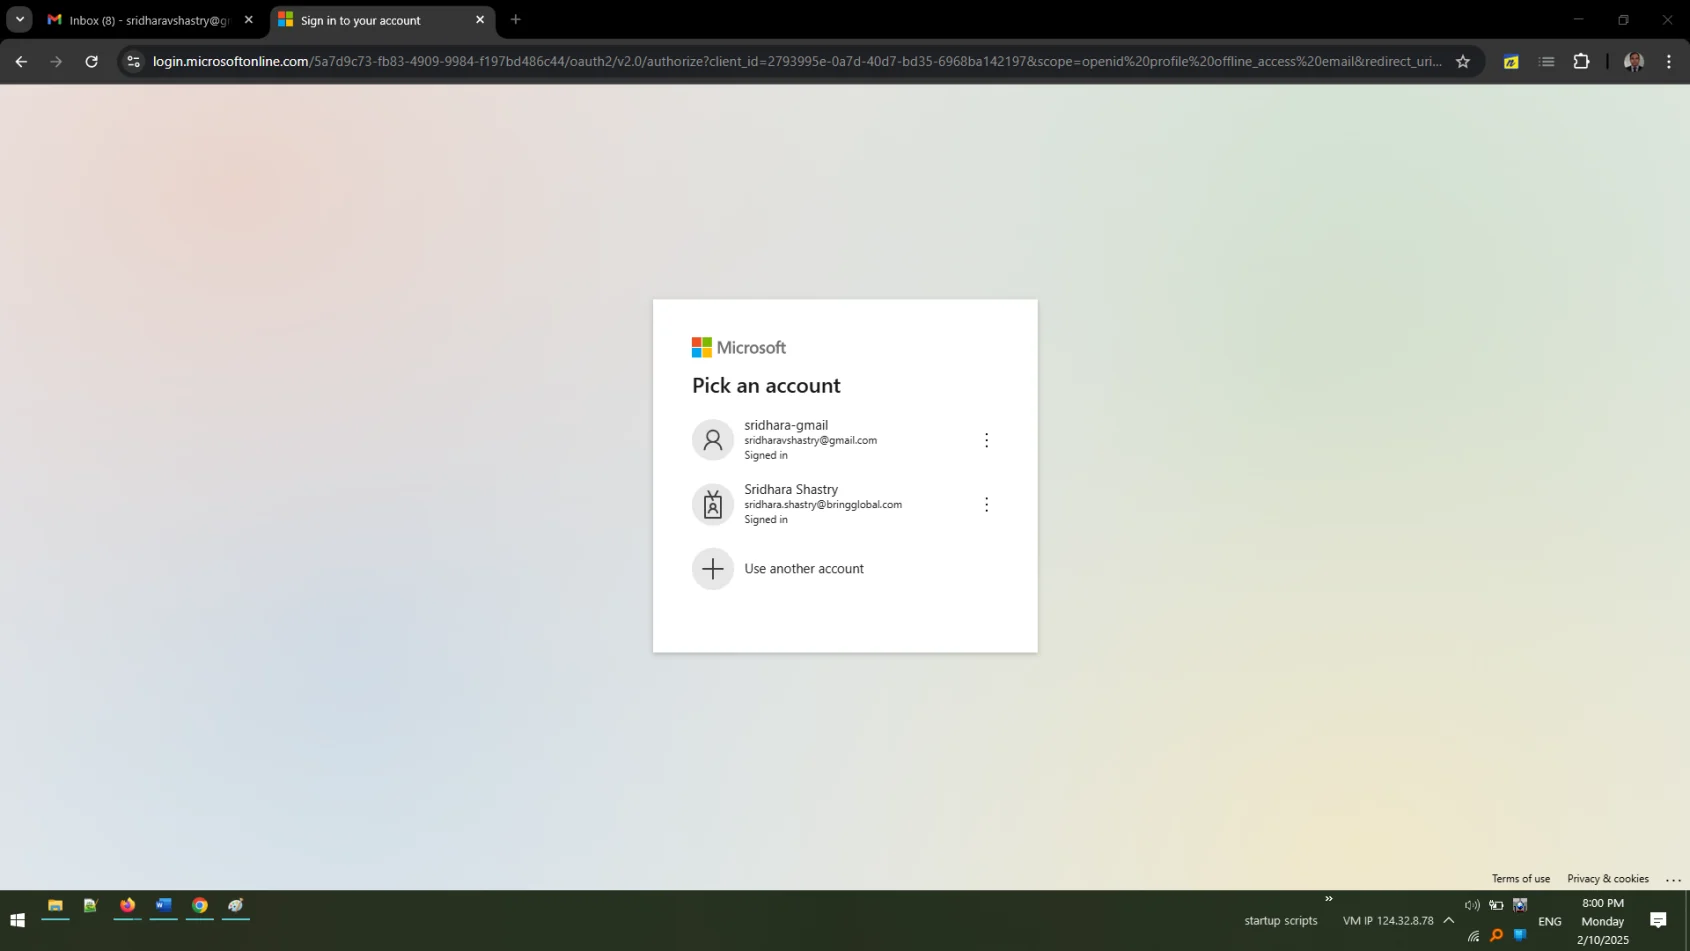 Inbox (8) - sridharavshastry@gr
Sign in to your account
login.microsoftonline.com/5a7d9c73-fb83-4909-9984-f197bd486c44/oauth2/v2.0/authorize?client_id=2793995e-0a7d-40d7-bd35-6968ba142197&scope=openid%20profile%20offline_access%20email&redirect_uri...
Microsoft
Pick an account
sridhara-gmail
sridharavshastry@gmail.com
Signed in
Sridhara Shastry
sridhara.shastry@bringglobal.com
Signed in
Use another account
Terms of use
Privacy & cookies
...
startup scripts
VM IP 124.32.8.78
ENG
8:00 PM
Monday
2/10/2025